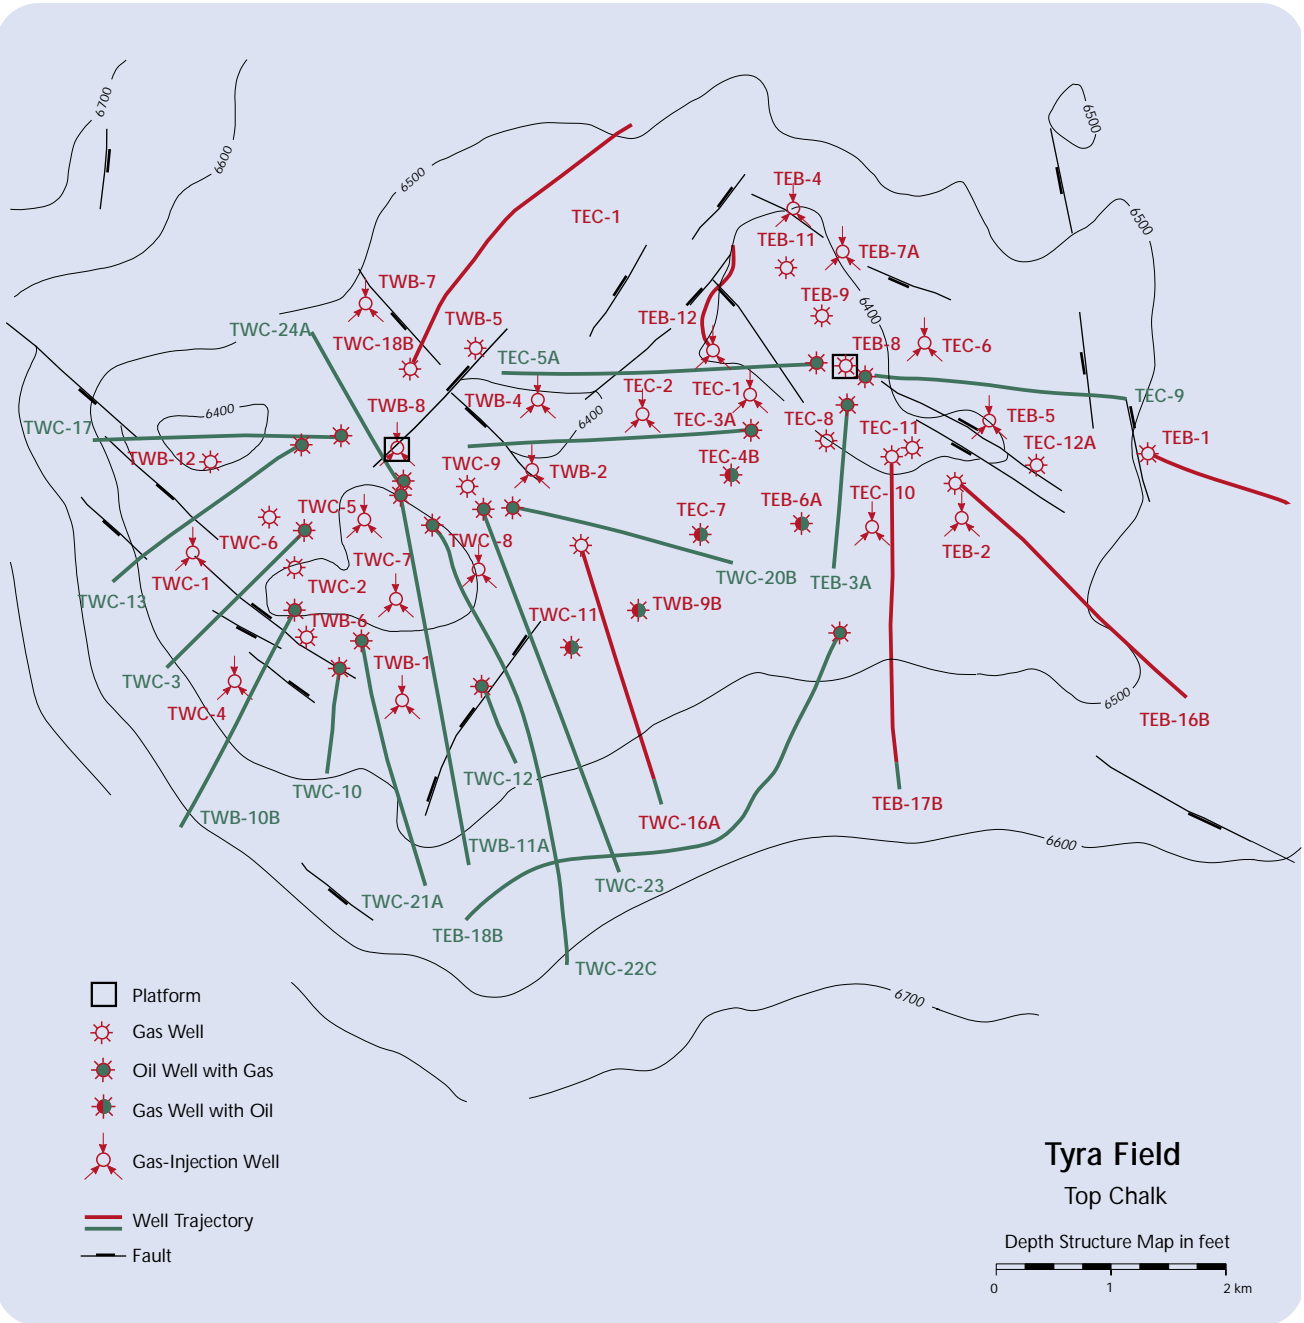 6700
6600
6500
6500
TEB-4
TEC-1
6500
TEB-11
TEB-7A
TWB-7
TEB-9
6400
TWC-24A
TWB-5
TEB-12
TWC-18B
TEB-8
TEC-6
TEC-5A
TEC-2
TEC-1
TWB-4
TEC-9
TWB-8
6400
6400
TEC-3A
TEC-8
TEC-11
TEB-5
TWC-17
TEC-12A
TEB-1
TWB-12
TWC-9
TWB-2
TEC-4B
TEC-10
TWC-5
TEC-7
TEB-6A
TWC-6
TWC-8
TEB-2
TWC-7
TWC-1
TWC-2
TWC-20B
TEB-3A
TWC-13
TWB-9B
TWC-11
TWB-6
TWB-1
TWC-3
6500
TWC-4
TEB-16B
TWC-12
TWC-10
TEB-17B
TWB-10B
TWC-16A
TWB-11A
6600
TWC-23
TWC-21A
TEB-18B
TWC-22C
6700
Platform
Gas Well
Oil Well with Gas
Gas Well with Oil
Gas-Injection Well
Well Trajectory
Fault
Tyra Field
Top Chalk
Depth Structure Map in feet
0 1 2 km